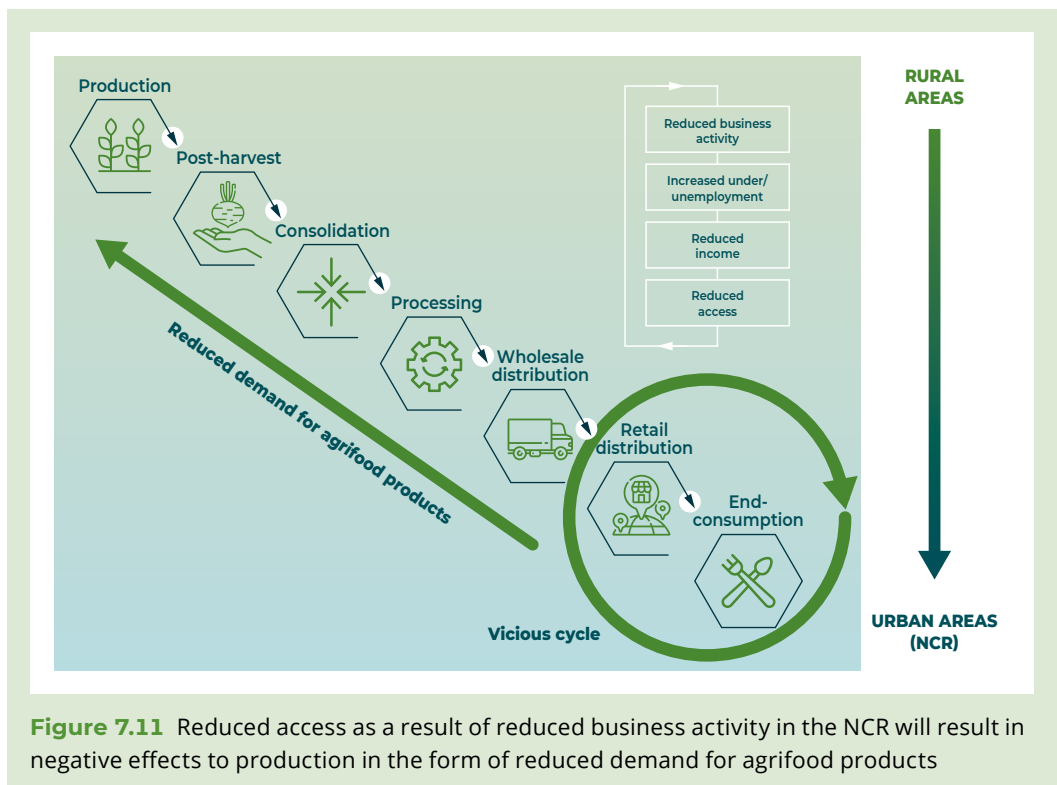 Production
Post-harvest
Consolidation
Processing
Wholesale
distribution
Retail
distribution
End-
consumption
Reduced demand for agrifood products
Vicious cycle
Reduced business
activity
Increased under/
unemployment
Reduced
income
Reduced
access
RURAL
AREAS
URBAN AREAS
(NCR)
Figure 7.11 Reduced access as a result of reduced business activity in the NCR will result in
negative effects to production in the form of reduced demand for agrifood products